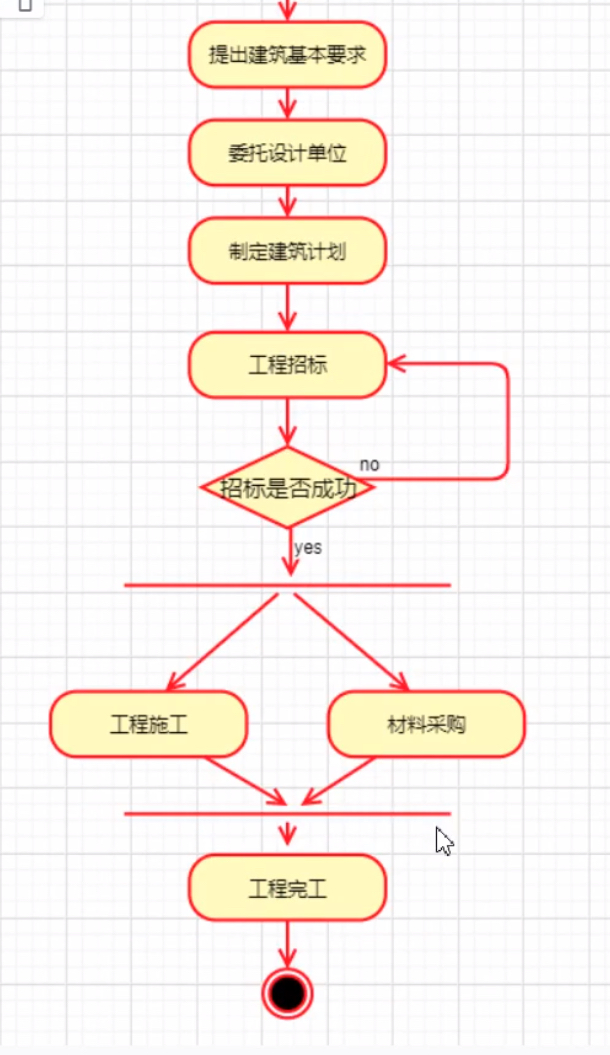 提出建筑基本要求
委托设计单位
制定建筑计划
工程招标
no
招标是否成功
yes
工程施工
材料采购
工程完工